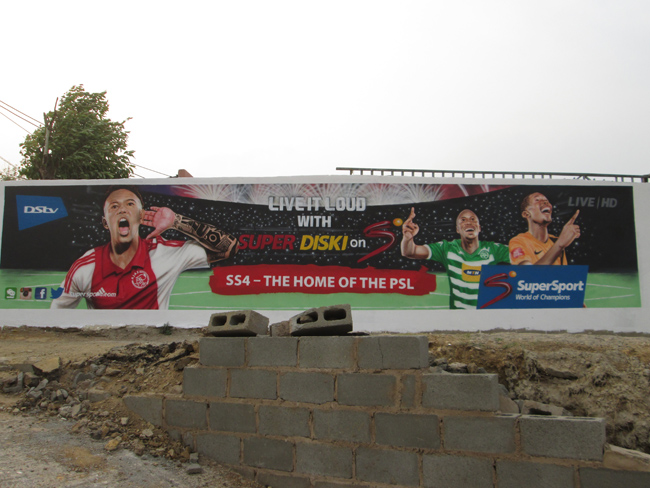 DStv
LIVE IT LOUD
WITH
SUPER DISKI on S
SS4 – THE HOME OF THE PSL
LIVE | HD
SuperSport
World of Champions